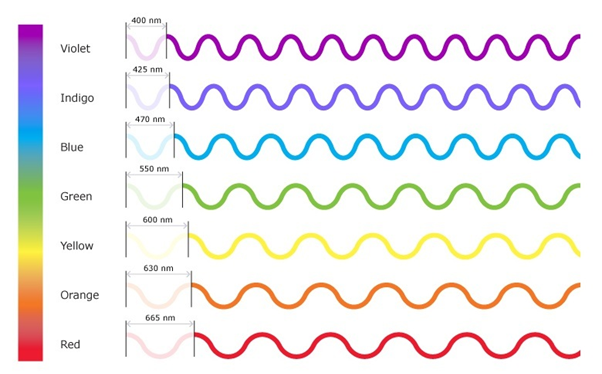 400 nm
Violet
425 nm
Indigo
470 nm
Blue
550 nm
Green
600 nm
Yellow
630 nm
Orange
665 nm
Red